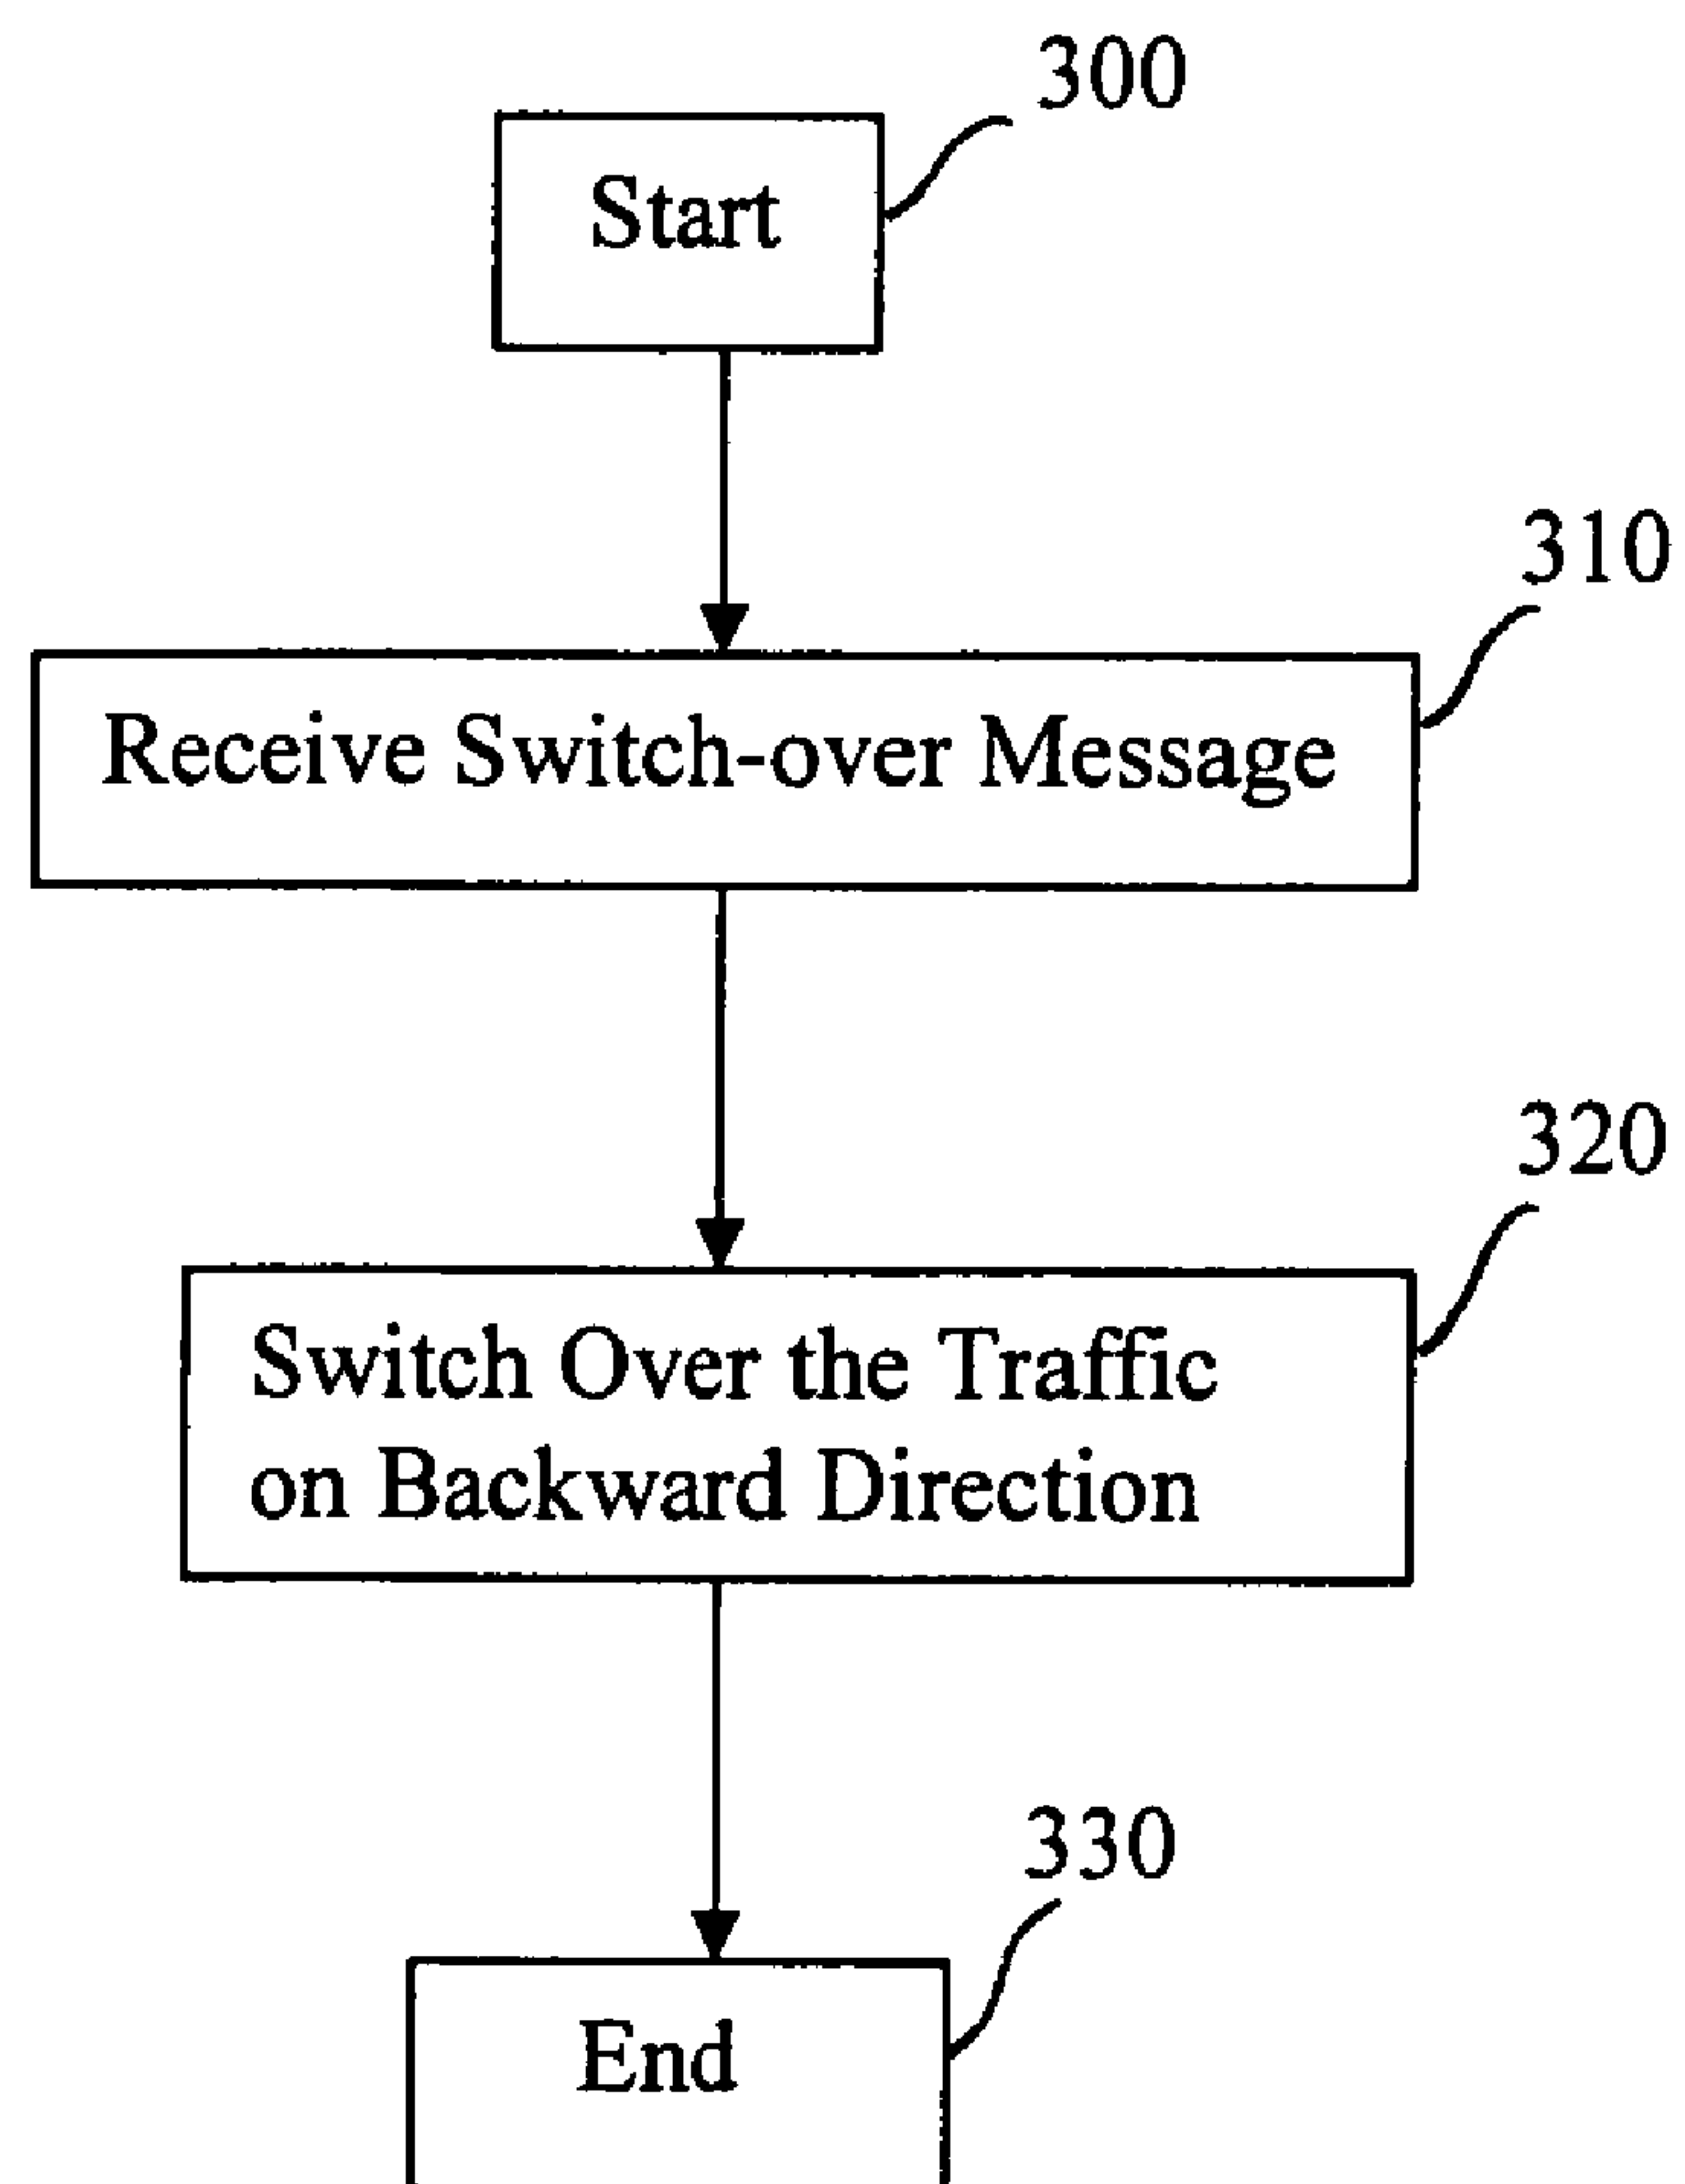 300
Start
310
Receive Switch-over Message
320
Switch Over the Traffic
on Backward Direction
330
End